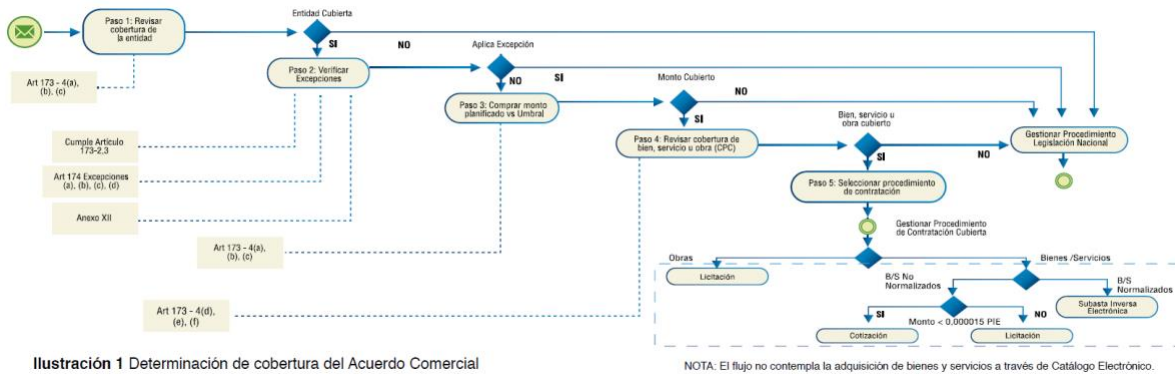 Entidad Cubierta
Paso 1: Revisar
cobertura de
la entidad
SI
NO
Aplica Excepción
Art 173 - 4(a),
(b), (c)
Paso 2: Verificar
Excepciones
NO
SI
Monto Cubierto
Paso 3: Comprar monto
planificado vs Umbral
NO
SI
Bien, servicio u
obra cubierto
Cumple Artículo
173-2,3
Paso 4: Revisar cobertura de
bien, servicio u obra (CPC)
Gestionar Procedimiento
Legislación Nacional
SI
NO
Art 174 Excepciones
(a), (b), (c), (d)
Paso 5: Seleccionar procedimiento
de contratación
Anexo XII
Gestionar Procedimiento
de Contratación Cubierta
Art 173 - 4(a),
(b), (c)
Obras
Bienes /Servicios
Licitación
B/S No
Normalizados
B/S
Normalizados
Subasta Inversa
Electrónica
Art 173 - 4(d),
(e), (f)
SI
NO
Monto < 0,000015 PIE
Cotización
Licitación
Ilustración 1 Determinación de cobertura del Acuerdo Comercial
NOTA: El flujo no contempla la adquisición de bienes y servicios a través de Catálogo Electrónico.